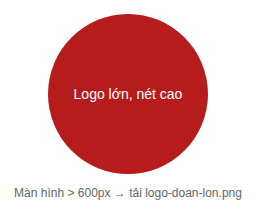 Logo lớn, nét cao
Màn hình > 600px → tải logo-doan-lon.png